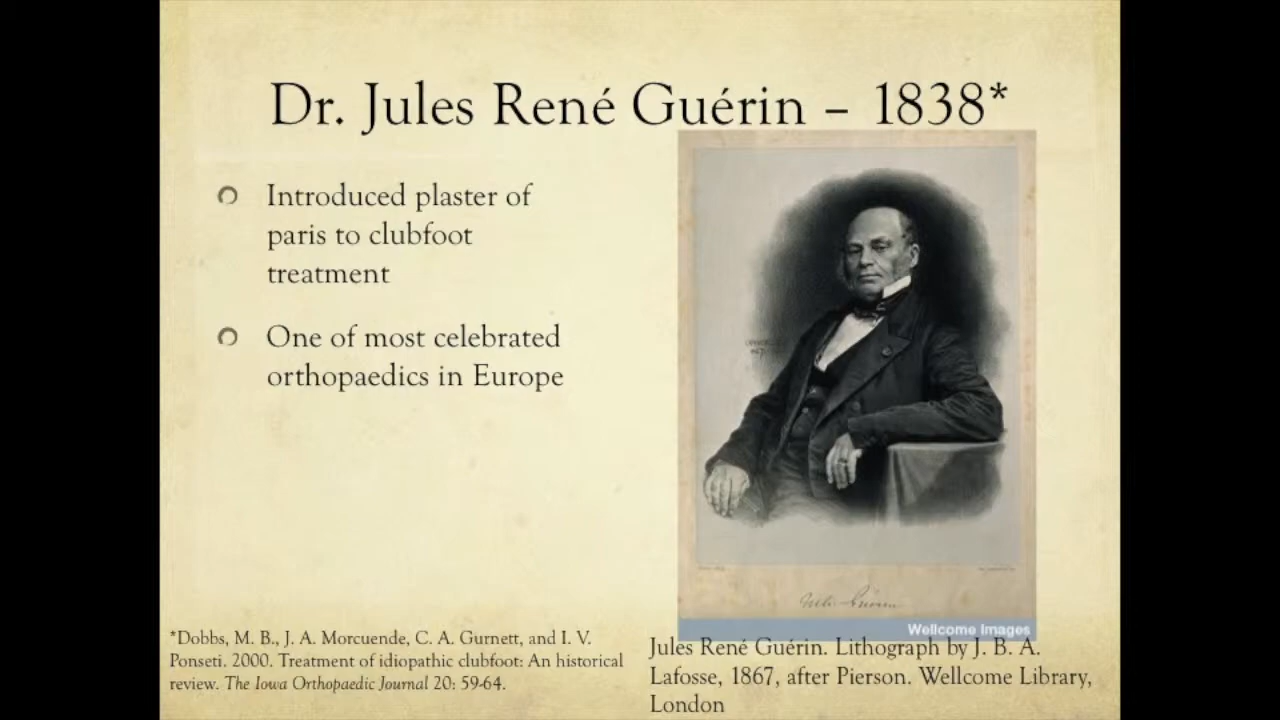 Dr. Jules René Guérin – 1838*
Introduced plaster of
paris to clubfoot
treatment
One of most celebrated
orthopaedics in Europe
Wellcome Images
*Dobbs, M. B., J. A. Morcuende, C. A. Gurnett, and I. V.
Ponseti. 2000. Treatment of idiopathic clubfoot: An historical
review. The Iowa Orthopaedic Journal 20: 59-64.
Jules René Guérin. Lithograph by J. B. A.
Lafosse, 1867, after Pierson. Wellcome Library,
London